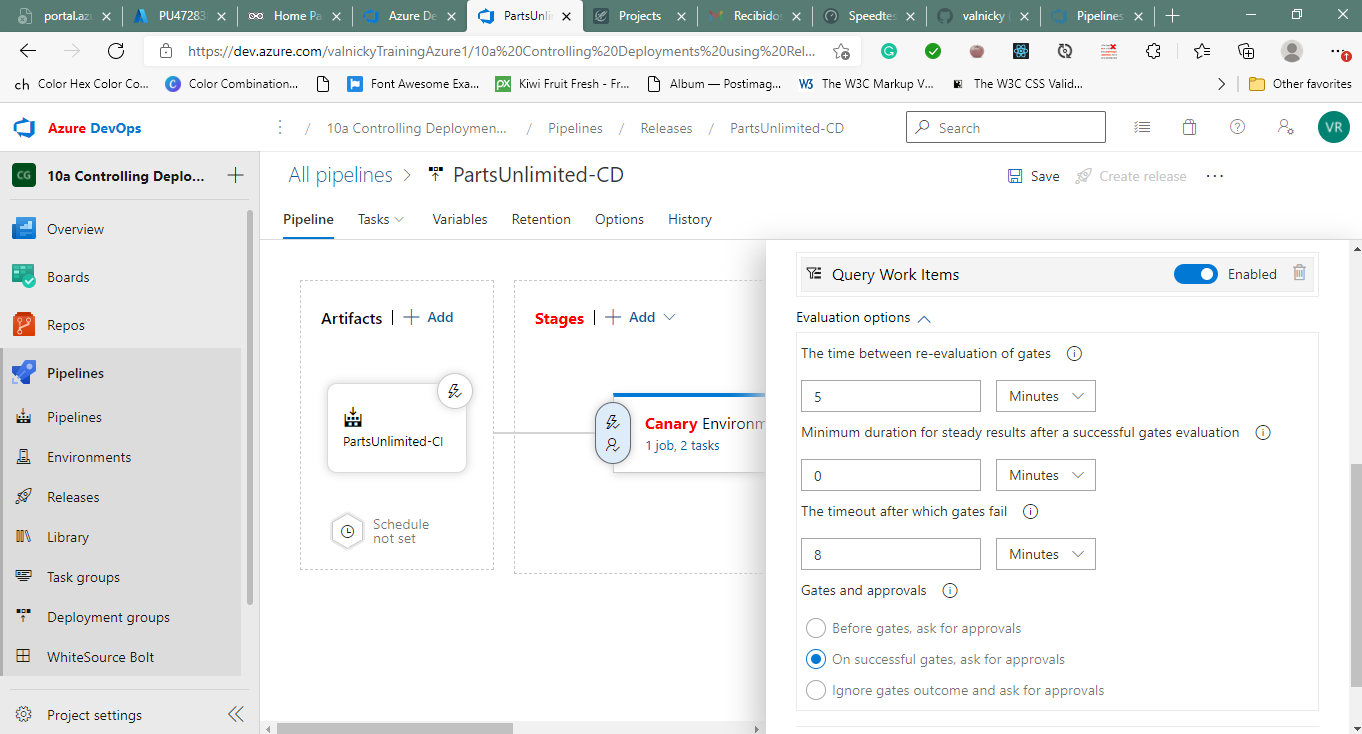 portal.az
PU47283
Home Pa
Azure De
PartsUnli
Projects
Recibidos
Speedtes
valnicky (
Pipelines
https://dev.azure.com/valnickyTrainingAzure1/10a%20Controlling%20Deployments%20using%20Rel...
ch Color Hex Color Co...
Color Combination...
Font Awesome Exa...
Kiwi Fruit Fresh - Fr...
Album — Postimag...
The W3C Markup V...
The W3C CSS Valid...
Other favorites
Azure DevOps
/ 10a Controlling Deploymen... / Pipelines / Releases / PartsUnlimited-CD
Search
VR
CG 10a Controlling Deplo...
Overview
Boards
Repos
Pipelines
Pipelines
Environments
Releases
Library
Task groups
Deployment groups
WhiteSource Bolt
Project settings
All pipelines > PartsUnlimited-CD
Save
Create release
Pipeline
Tasks
Variables
Retention
Options
History
Artifacts | + Add
PartsUnlimited-CI
Schedule
not set
Stages | + Add
Canary Environm
1 job, 2 tasks
Query Work Items
Enabled
Evaluation options
The time between re-evaluation of gates
5
Minutes
Minimum duration for steady results after a successful gates evaluation
0
Minutes
The timeout after which gates fail
8
Minutes
Gates and approvals
Before gates, ask for approvals
On successful gates, ask for approvals
Ignore gates outcome and ask for approvals